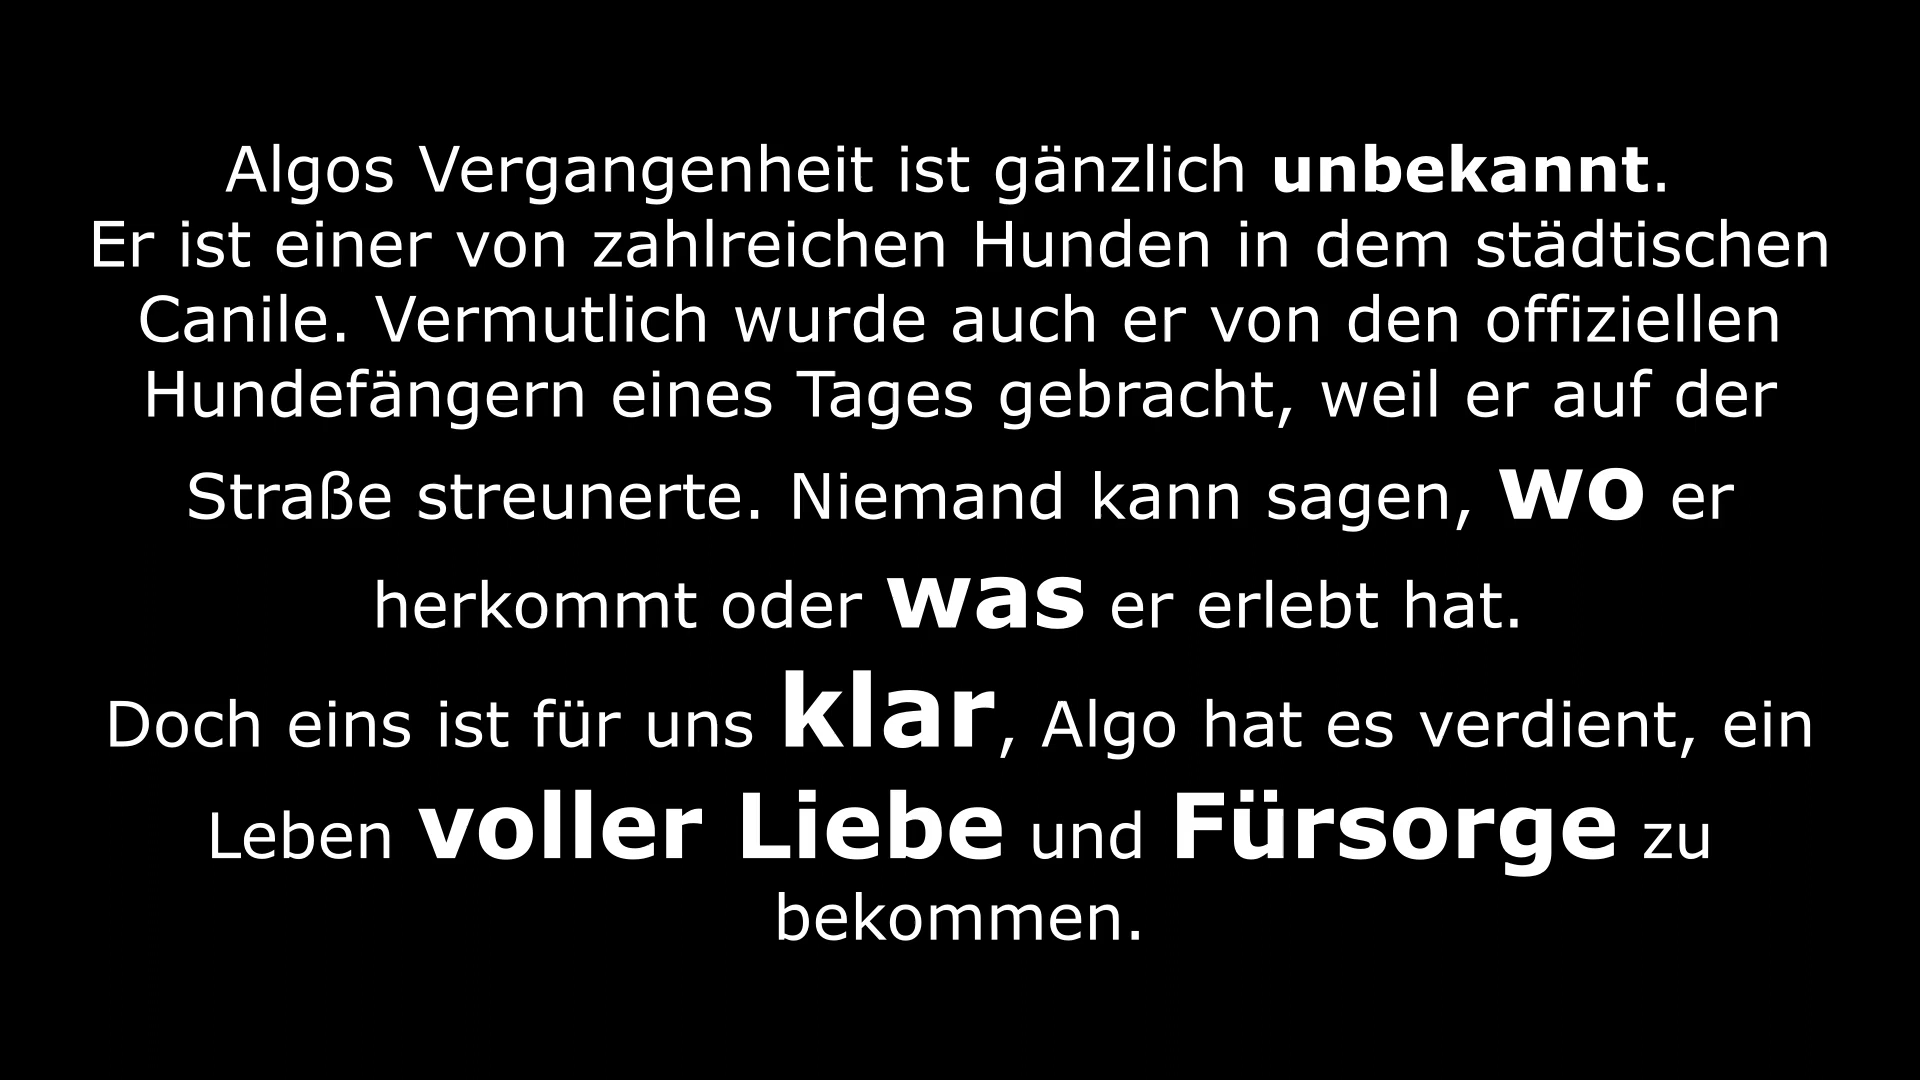 Algos Vergangenheit ist gänzlich unbekannt.
Er ist einer von zahlreichen Hunden in dem städtischen
Canile. Vermutlich wurde auch er von den offiziellen
Hundefängern eines Tages gebracht, weil er auf der
Straße streunerte. Niemand kann sagen, wo er
herkommt oder was er erlebt hat.
Doch eins ist für uns klar, Algo hat es verdient, ein
Leben voller Liebe und Fürsorge zu
bekommen.